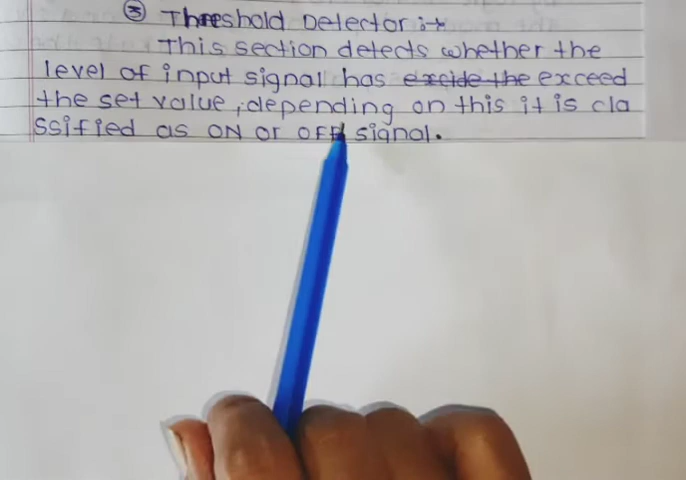 ③ Threshold Detector :-
This section detects whether the
level of input signal has excide the exceed
the set value, depending on this it is cla
ssified as ON or OFF signal.